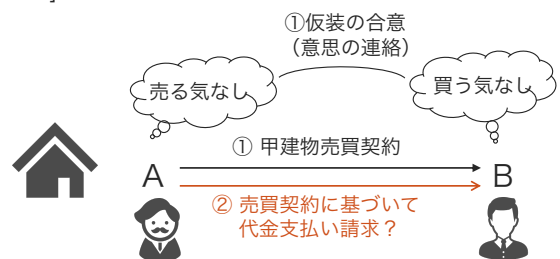 ①仮装の合意
（意思の連絡）
売る気なし
買う気なし
① 甲建物売買契約
A
B
② 売買契約に基づいて
代金支払い請求？